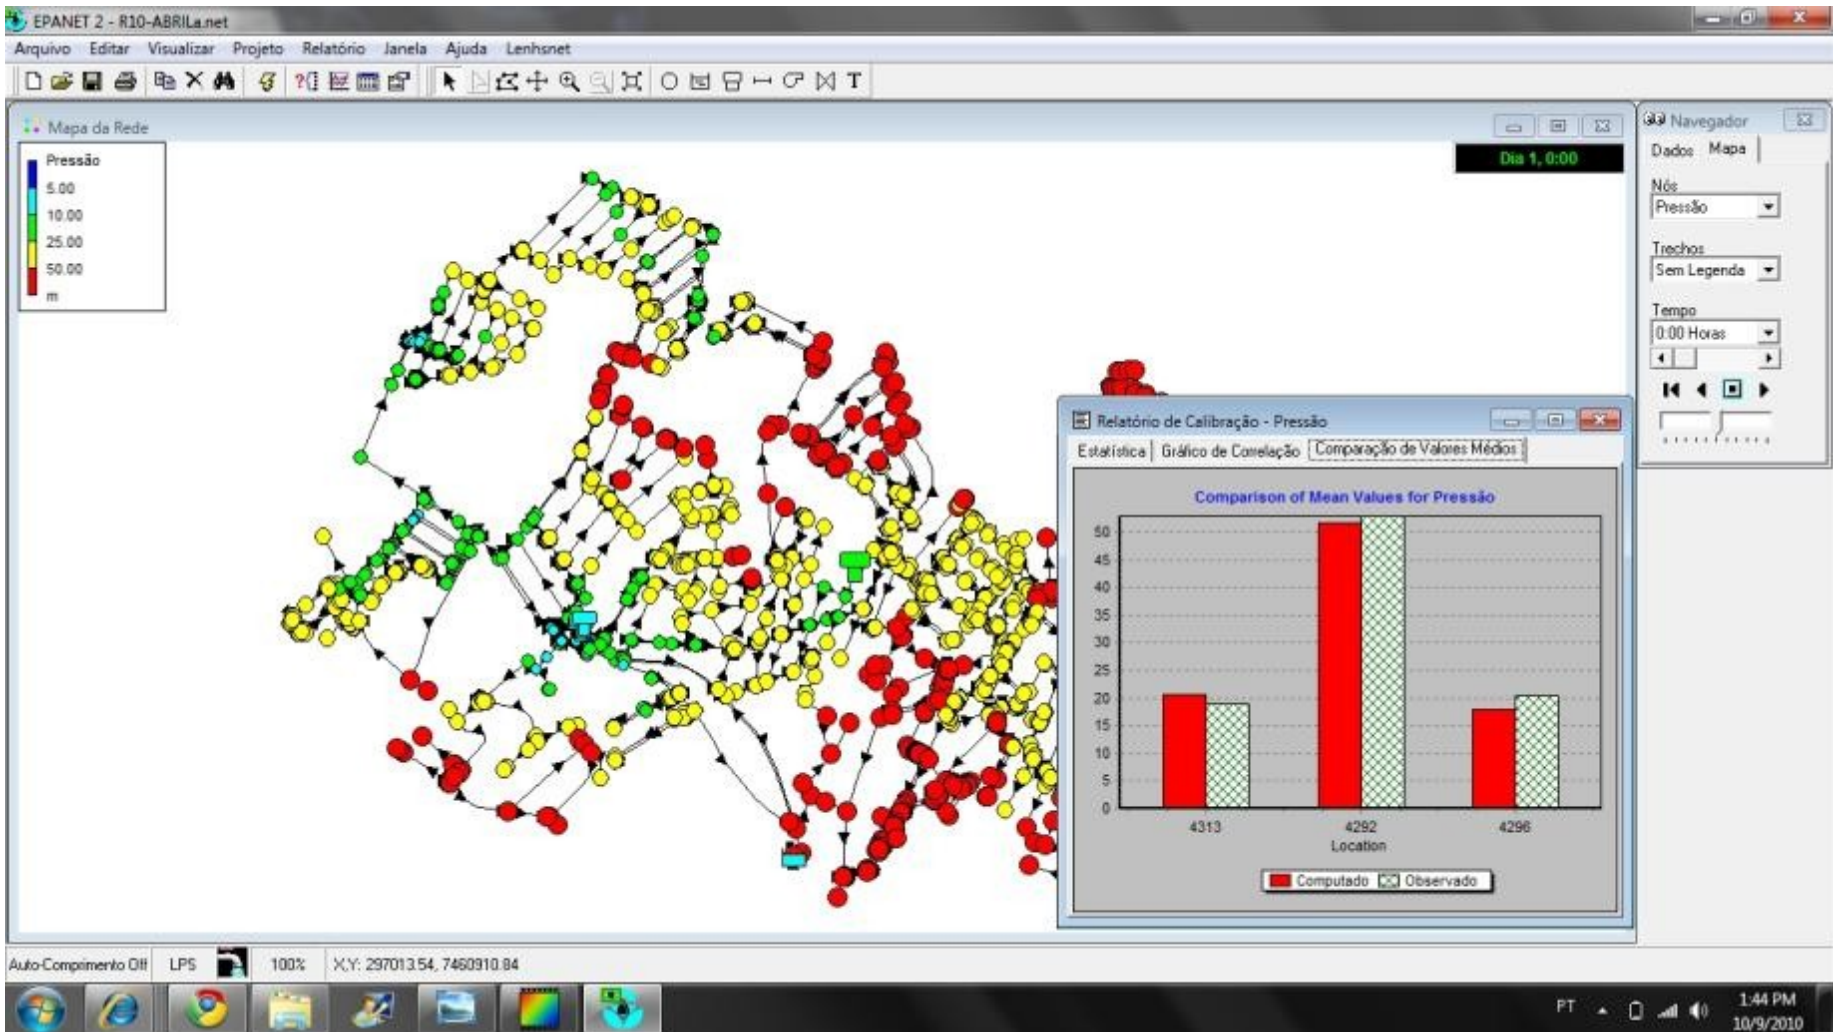 EPANET 2 - R10-ABRILa.net
Arquivo Editar Visualizar Projeto Relatório Janela Ajuda Lenhsnet
T
Mapa da Rede
Pressão
5.00
10.00
25.00
50.00
m
Dia 1, 0:00
Navegador
Dados Mapa
Nós
Pressão
Trechos
Sem Legenda
Tempo
0:00 Horas
Relatório de Calibração - Pressão
Estatística Gráfico de Correlação Comparação de Valores Médios
Comparison of Mean Values for Pressão
50
45
40
35
30
25
20
15
10
5
0
4313 4292 4296
Location
Computado Observado
Auto-Comprimento Off LPS 100% X,Y: 297013.54, 7460910.84
PT
1:44 PM
10/9/2010